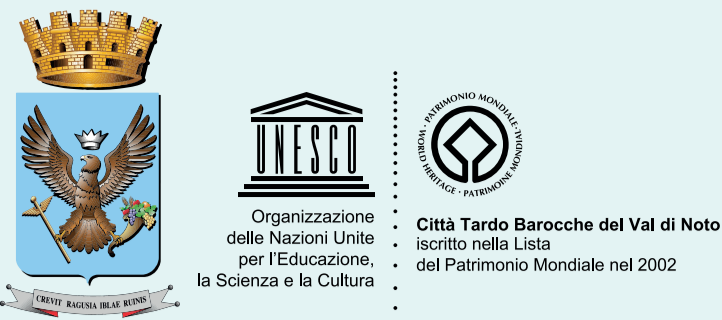 CREVIT RAGUSIA IBLAE RUINIS
UNESCO
Organizzazione
delle Nazioni Unite
per l'Educazione,
la Scienza e la Cultura
PATRIMONIO MONDIALE · WORLD HERITAGE · PATRIMOINE MONDIAL ·
Città Tardo Barocche del Val di Noto
iscritto nella Lista
del Patrimonio Mondiale nel 2002